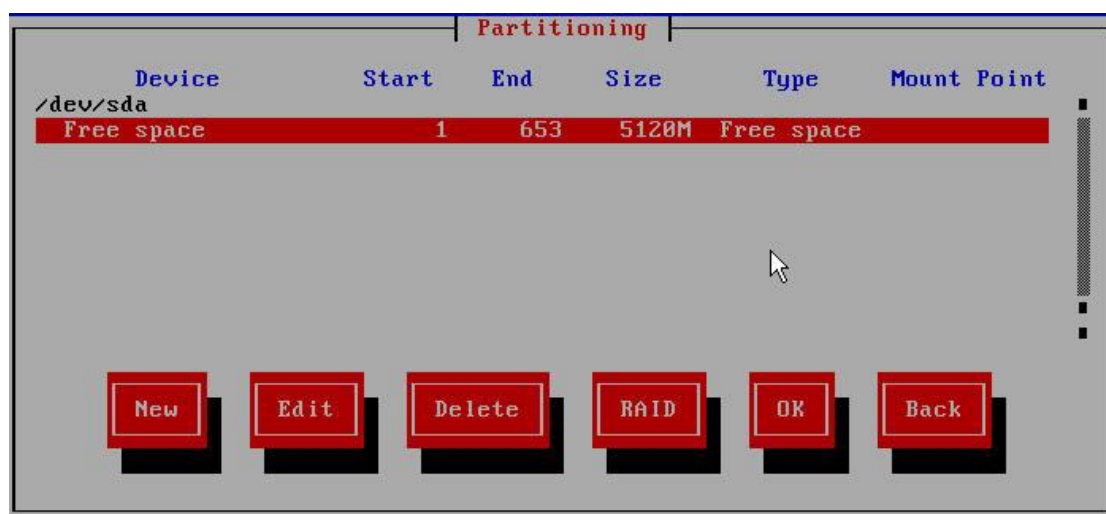 Partitioning
Device Start End Size Type Mount Point
/dev/sda
Free space 1 653 5120M Free space
New Edit Delete RAID OK Back